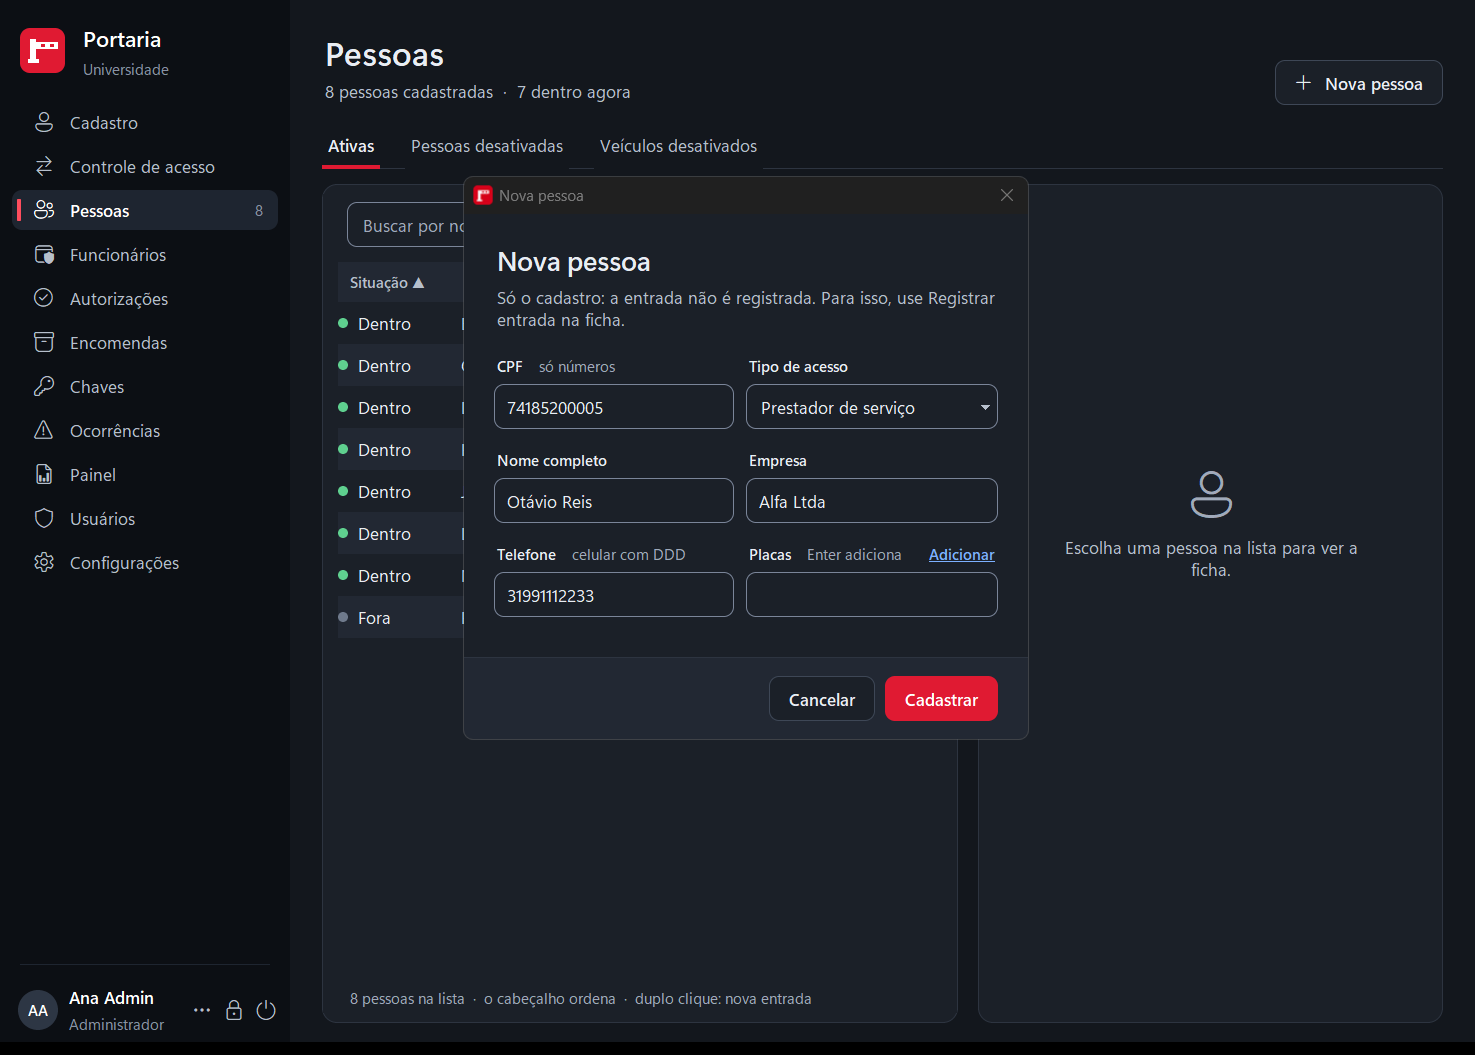 Portaria
Universidade
Cadastro
Controle de acesso
Pessoas 8
Funcionários
Autorizações
Encomendas
Chaves
Ocorrências
Painel
Usuários
Configurações
AA
Ana Admin
Administrador
Pessoas
8 pessoas cadastradas · 7 dentro agora
+ Nova pessoa
Ativas Pessoas desativadas Veículos desativados
Buscar por
Situação ▲
Dentro
Dentro
Dentro
Dentro
Dentro
Dentro
Dentro
Fora
8 pessoas na lista · o cabeçalho ordena · duplo clique: nova entrada
Nova pessoa
Nova pessoa
Só o cadastro: a entrada não é registrada. Para isso, use Registrar
entrada na ficha.
CPF só números Tipo de acesso
74185200005 Prestador de serviço
Nome completo Empresa
Otávio Reis Alfa Ltda
Telefone celular com DDD Placas Enter adiciona Adicionar
31991112233
Cancelar Cadastrar
Escolha uma pessoa na lista para ver a
ficha.